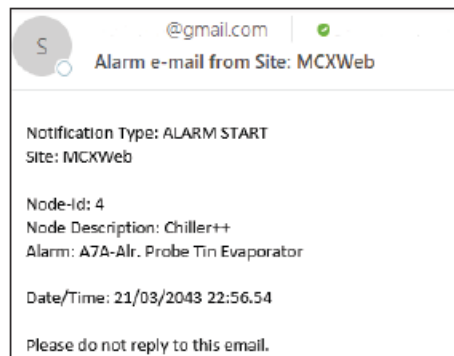 S
@gmail.com
Alarm e-mail from Site: MCXWeb
Notification Type: ALARM START
Site: MCXWeb
Node-Id: 4
Node Description: Chiller++
Alarm: A7A-Alr. Probe Tin Evaporator
Date/Time: 21/03/2043 22:56.54
Please do not reply to this email.